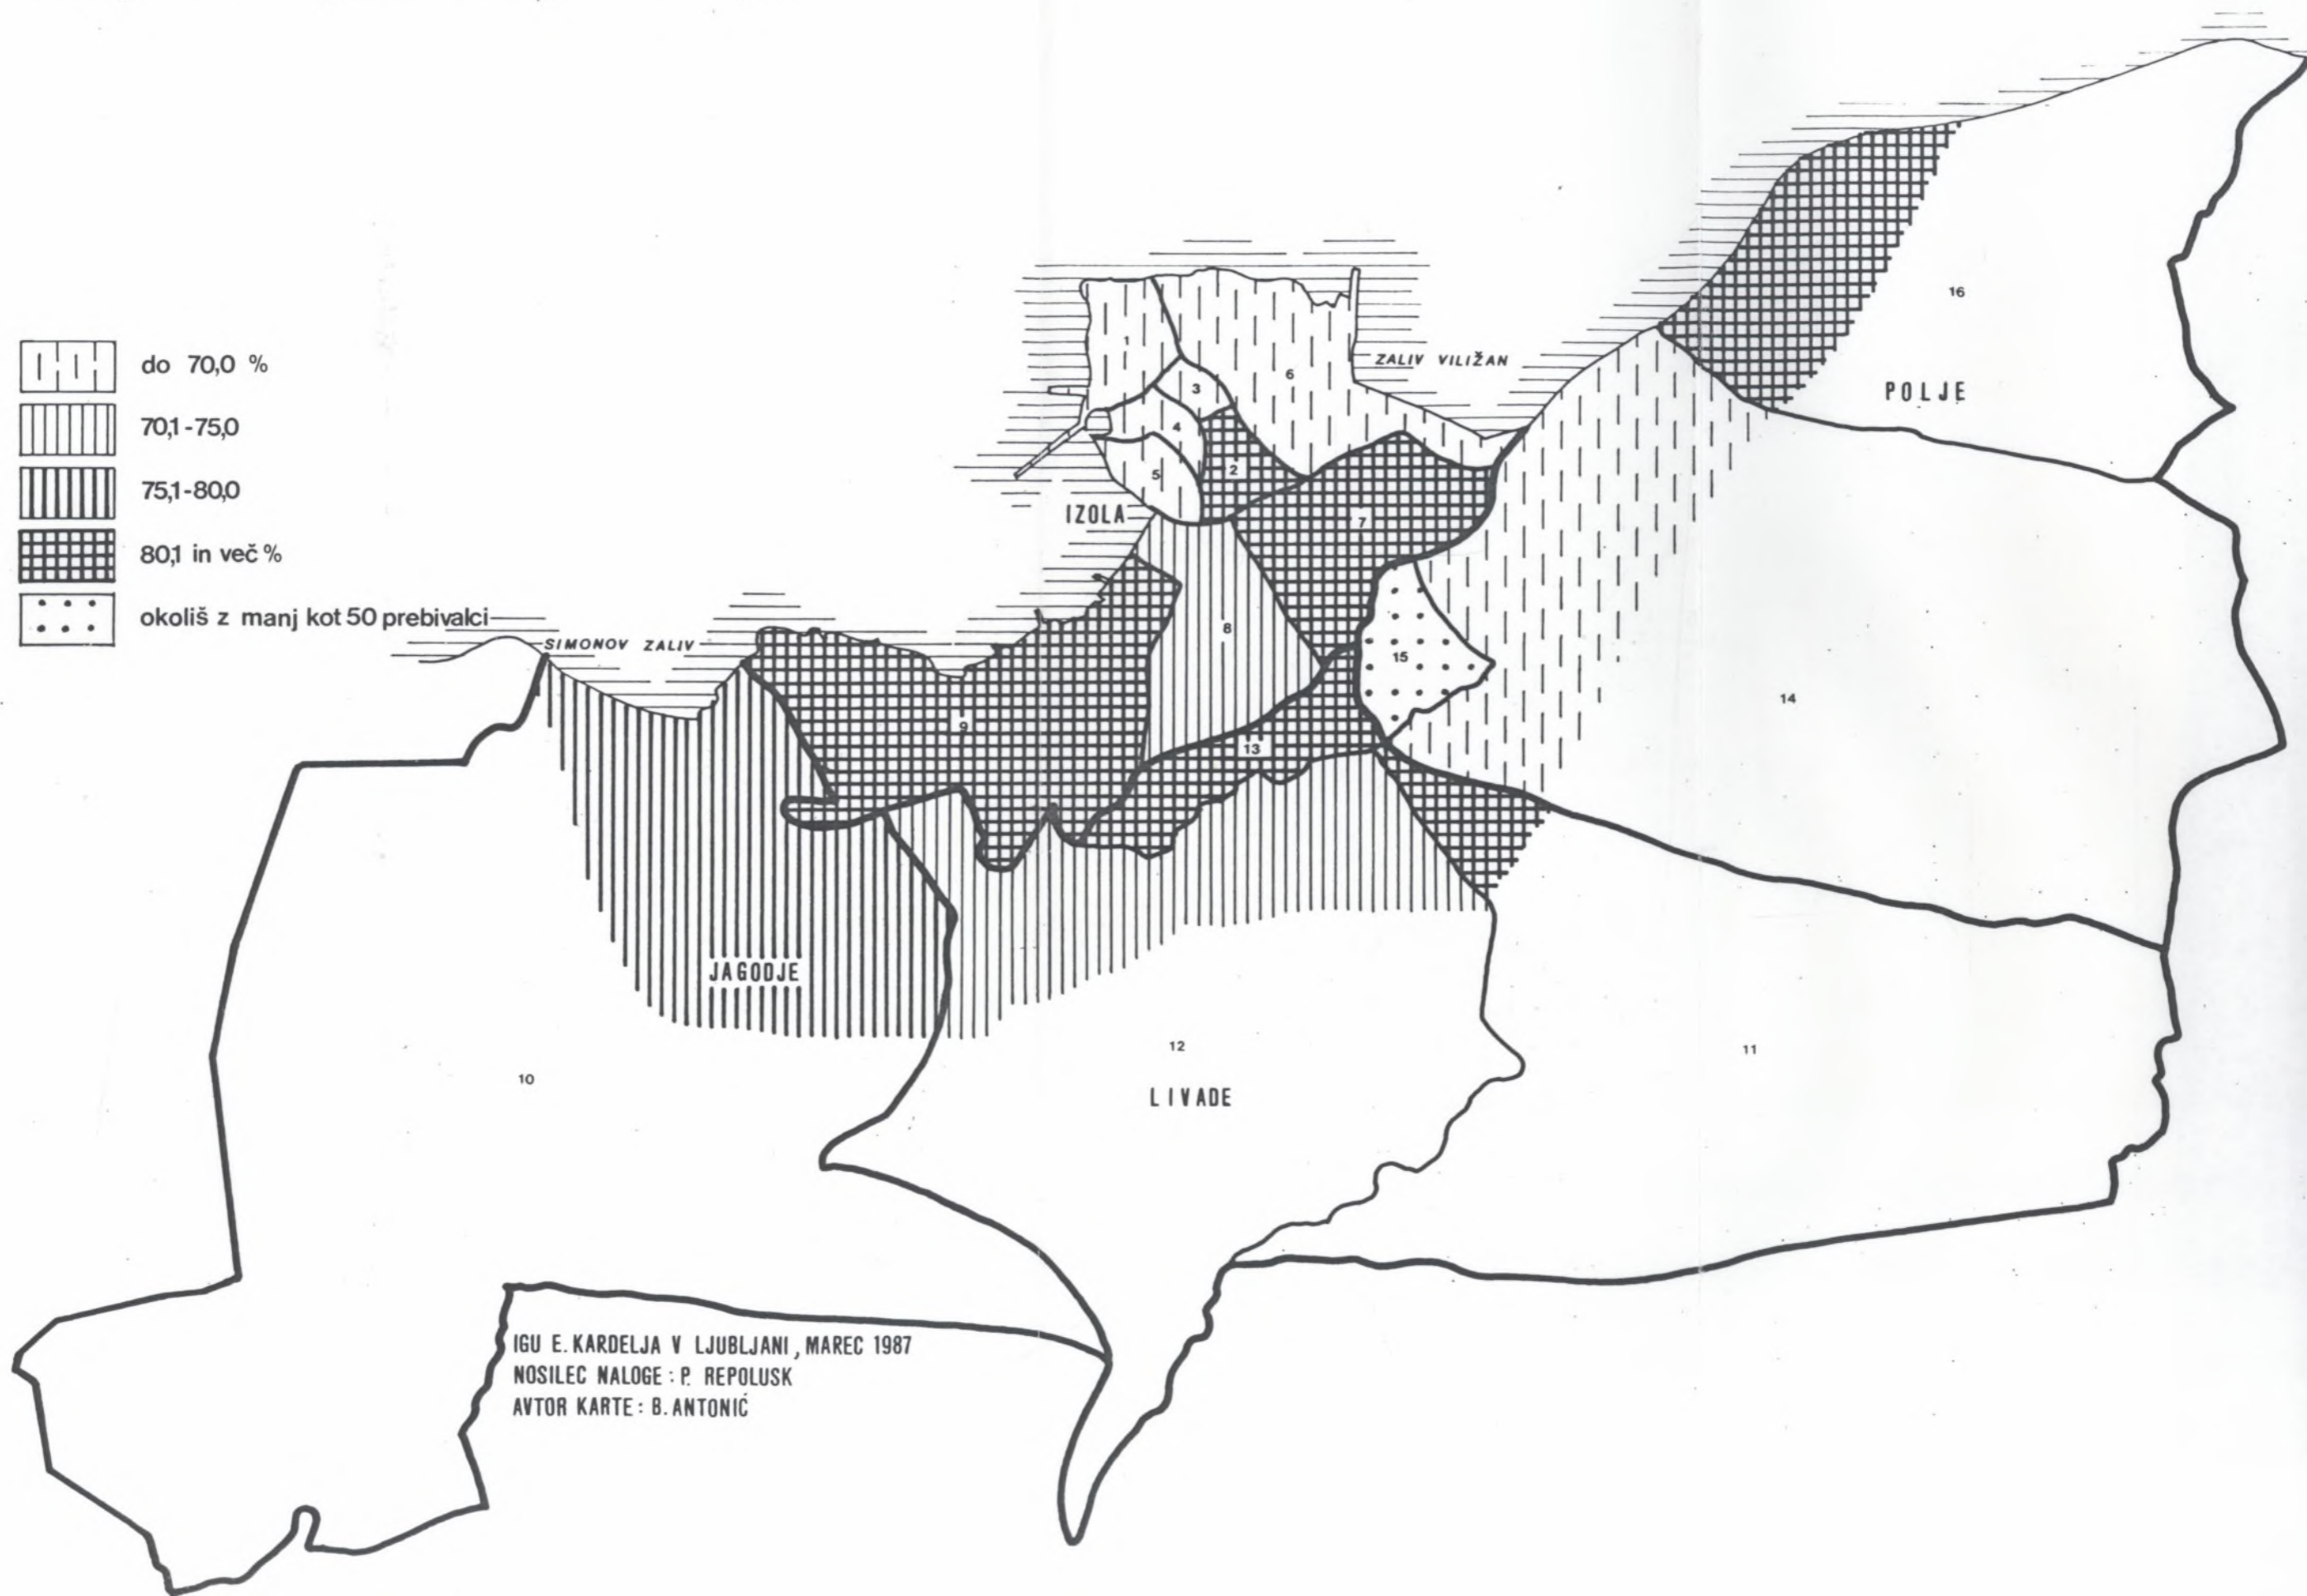 do 70,0 %
70,1-75,0
75,1-80,0
80,1 in več %
okoliš z manj kot 50 prebivalci
SIMONOV ZALIV
ZALIV VILIŽAN
IZOLA
POLJE
JAGODJE
LIVADE
1
2
3
4
5
6
7
8
9
10
11
12
13
14
15
16
IGU E. KARDELJA V LJUBLJANI, MAREC 1987
NOSILEC NALOGE : P. REPOLUSK
AVTOR KARTE : B. ANTONIĆ